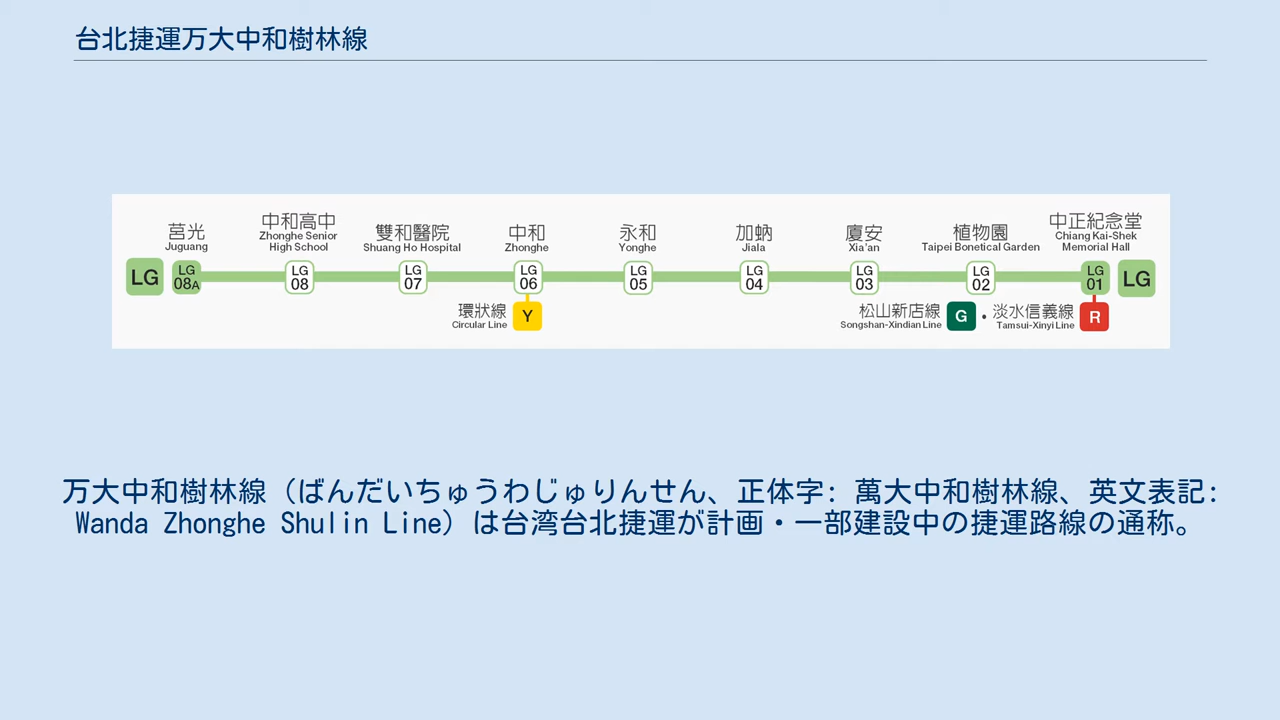 台北捷運万大中和樹林線
莒光
Juguang
中和高中
Zhonghe Senior
High School
雙和醫院
Shuang Ho Hospital
中和
Zhonghe
永和
Yonghe
加蚋
Jiala
廈安
Xia'an
植物園
Taipei Bonetical Garden
中正紀念堂
Chiang Kai-Shek
Memorial Hall
LG
LG
08A
LG
08
LG
07
LG
06
LG
05
LG
04
LG
03
LG
02
LG
01
LG
環狀線
Circular Line
Y
松山新店線
Songshan-Xindian Line
G
・
淡水信義線
Tamsui-Xinyi Line
R
万大中和樹林線（ばんだいちゅうわじゅりんせん、正体字: 萬大中和樹林線、英文表記:
Wanda Zhonghe Shulin Line）は台湾台北捷運が計画・一部建設中の捷運路線の通称。